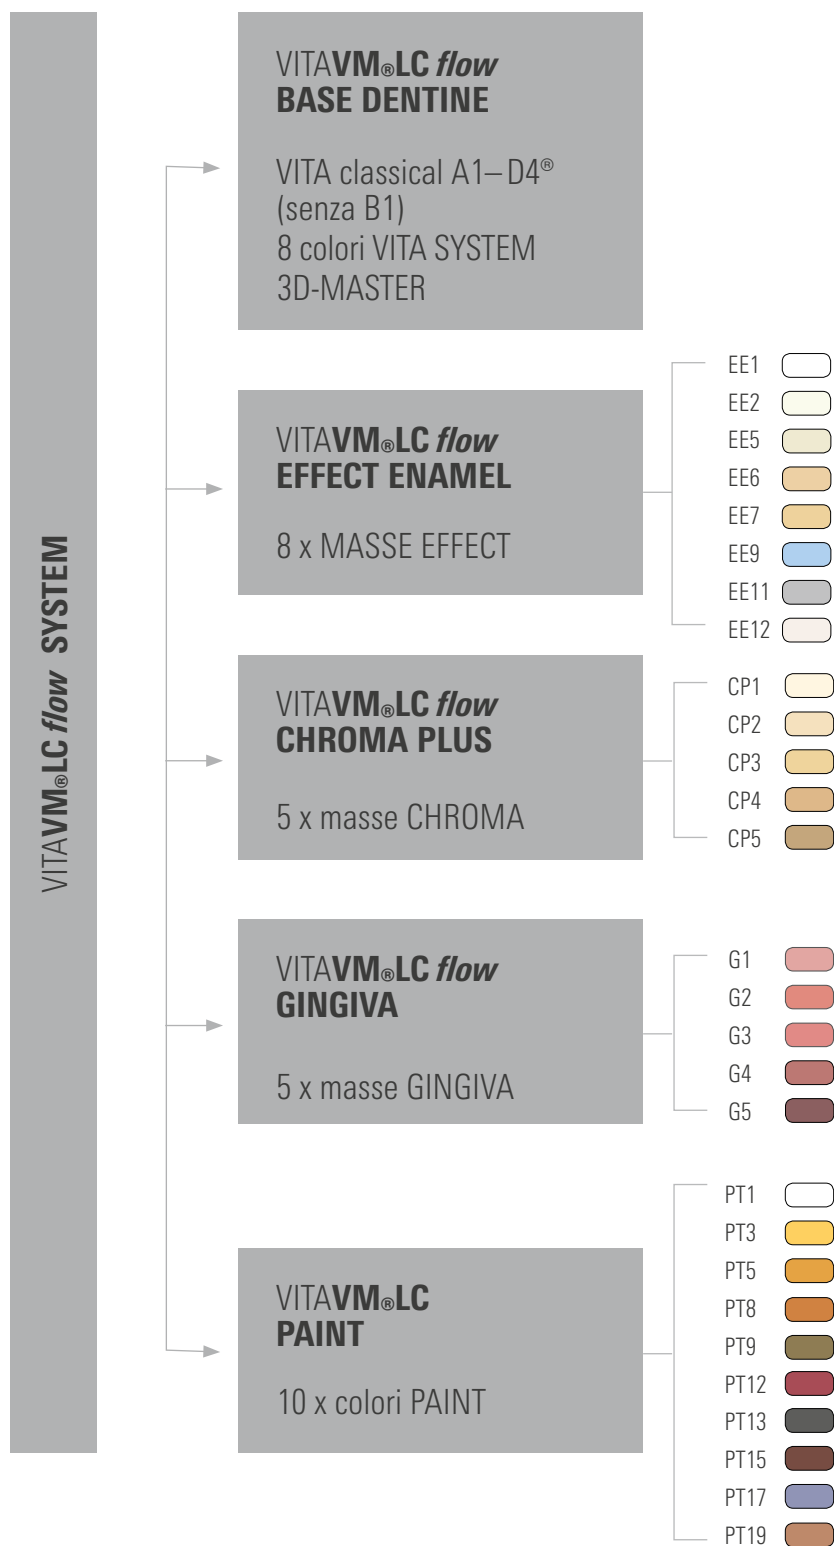 VITAVM®LC flow SYSTEM
VITAVM®LC flow
BASE DENTINE
VITA classical A1–D4®
(senza B1)
8 colori VITA SYSTEM
3D-MASTER
VITAVM®LC flow
EFFECT ENAMEL
8 x MASSE EFFECT
EE1
EE2
EE5
EE6
EE7
EE9
EE11
EE12
VITAVM®LC flow
CHROMA PLUS
5 x masse CHROMA
CP1
CP2
CP3
CP4
CP5
VITAVM®LC flow
GINGIVA
5 x masse GINGIVA
G1
G2
G3
G4
G5
VITAVM®LC
PAINT
10 x colori PAINT
PT1
PT3
PT5
PT8
PT9
PT12
PT13
PT15
PT17
PT19